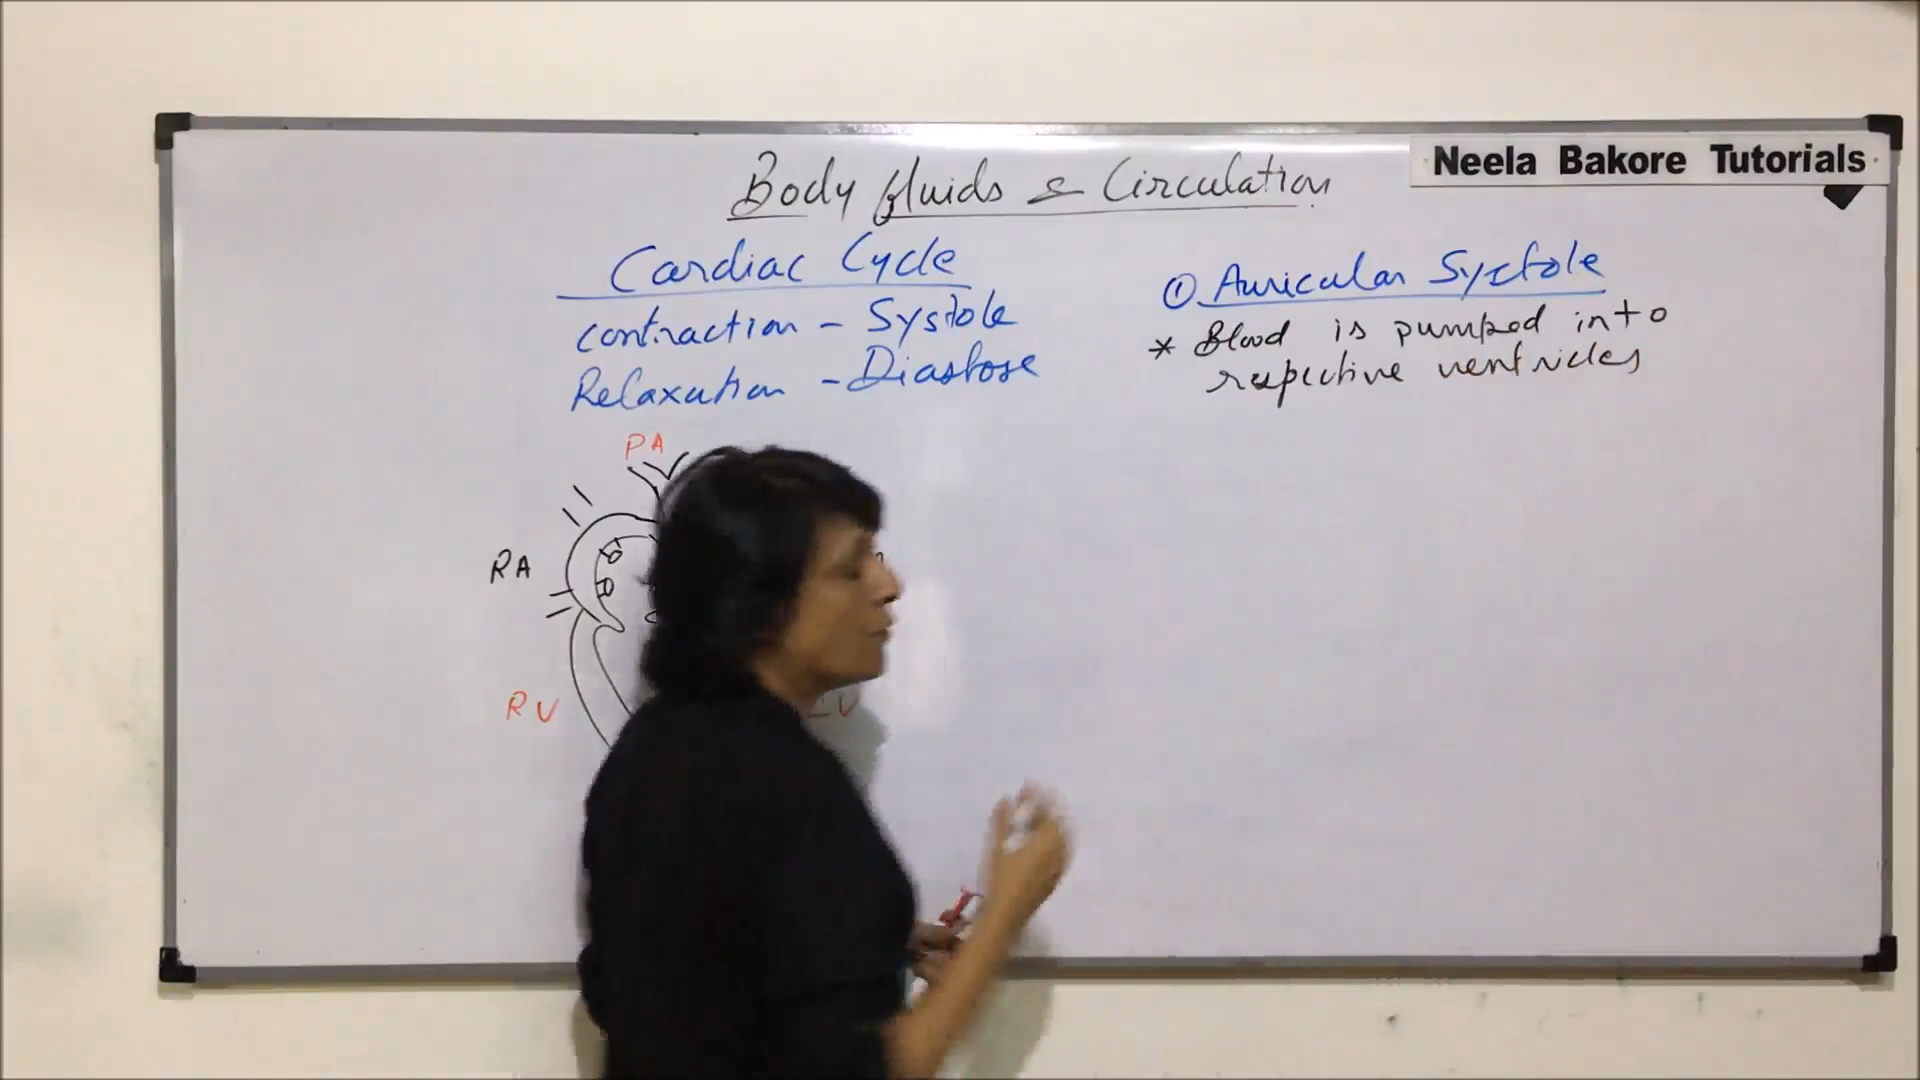 Neela Bakore Tutorials
Body fluids & Circulation
Cardiac Cycle
contraction - Systole
Relaxation - Diastole
PA
RA
RV
LV
① Auricular Systole
* Blood is pumped into
respective ventricles